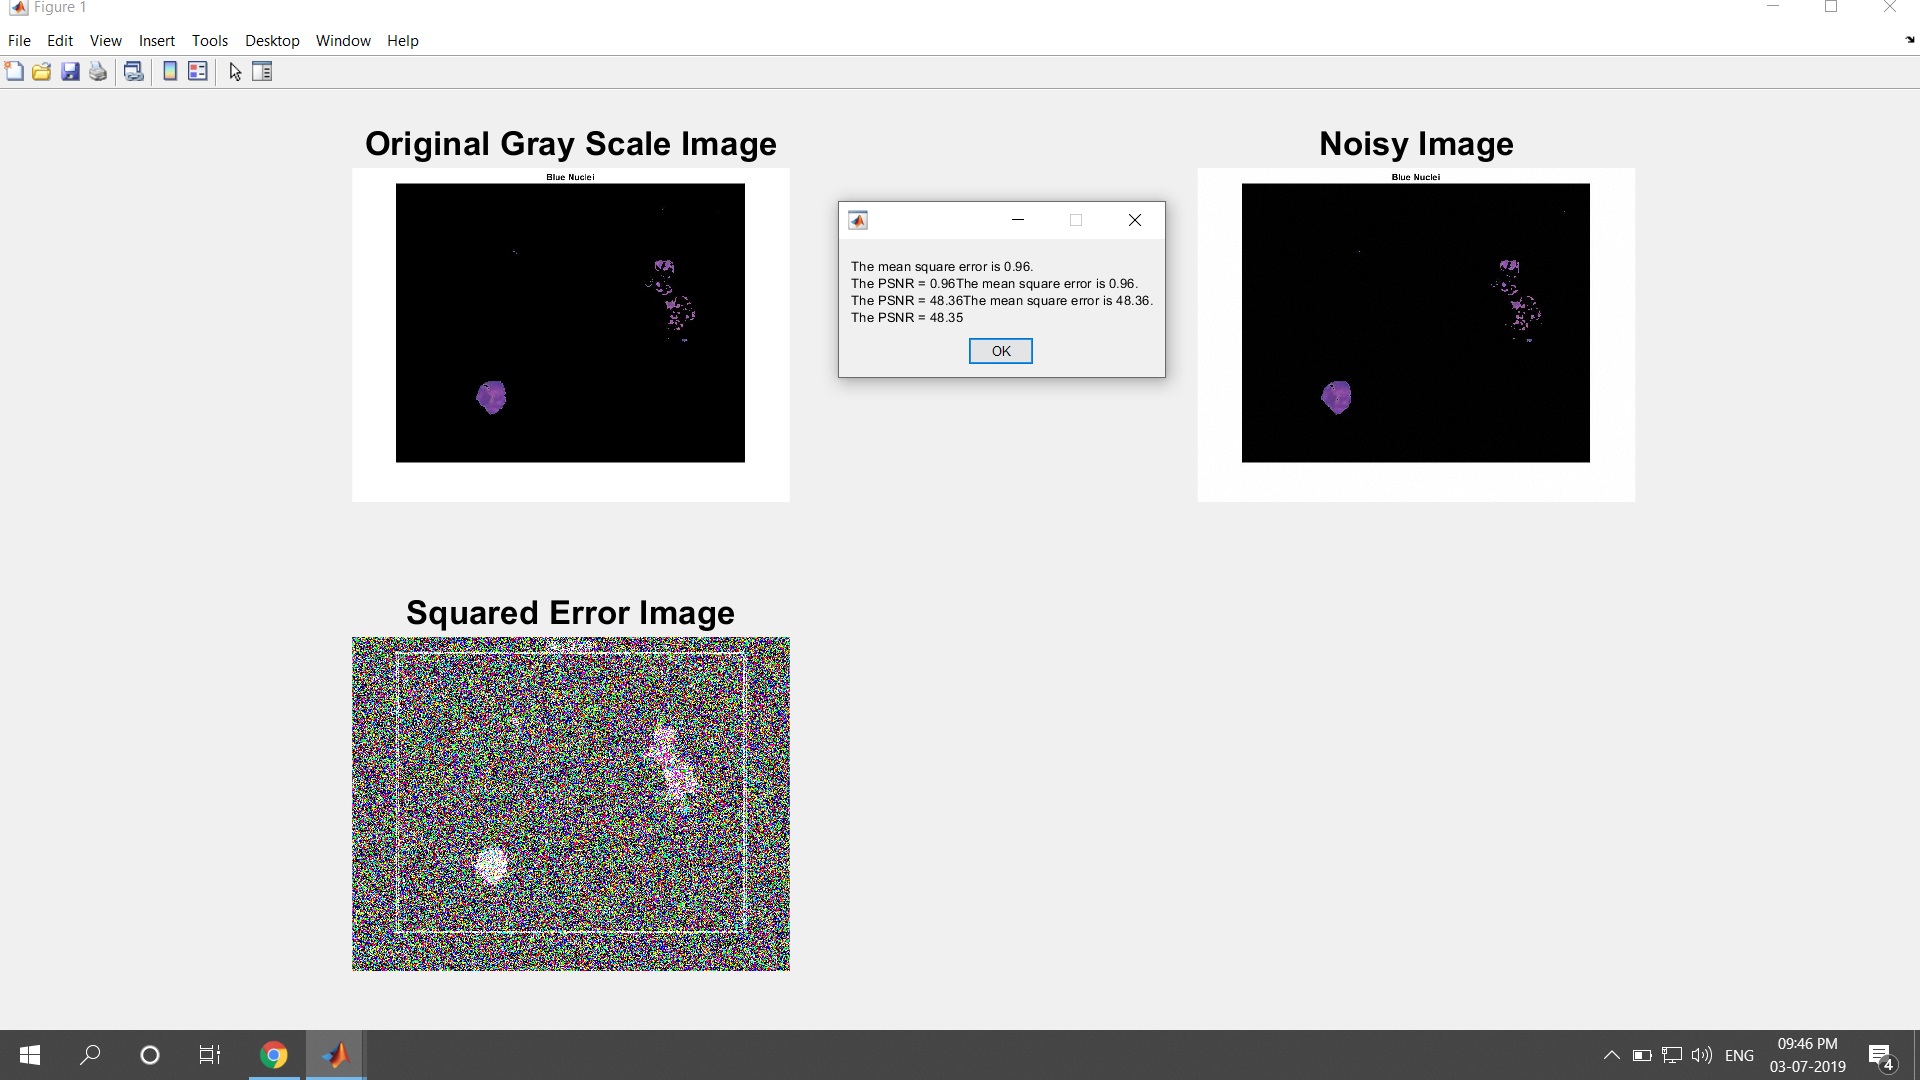 Figure 1
File Edit View Insert Tools Desktop Window Help
Original Gray Scale Image
Blue Nuclei
Noisy Image
Blue Nuclei
The mean square error is 0.96.
The PSNR = 0.96The mean square error is 0.96.
The PSNR = 48.36The mean square error is 48.36.
The PSNR = 48.35
OK
Squared Error Image
ENG
09:46 PM
03-07-2019
4